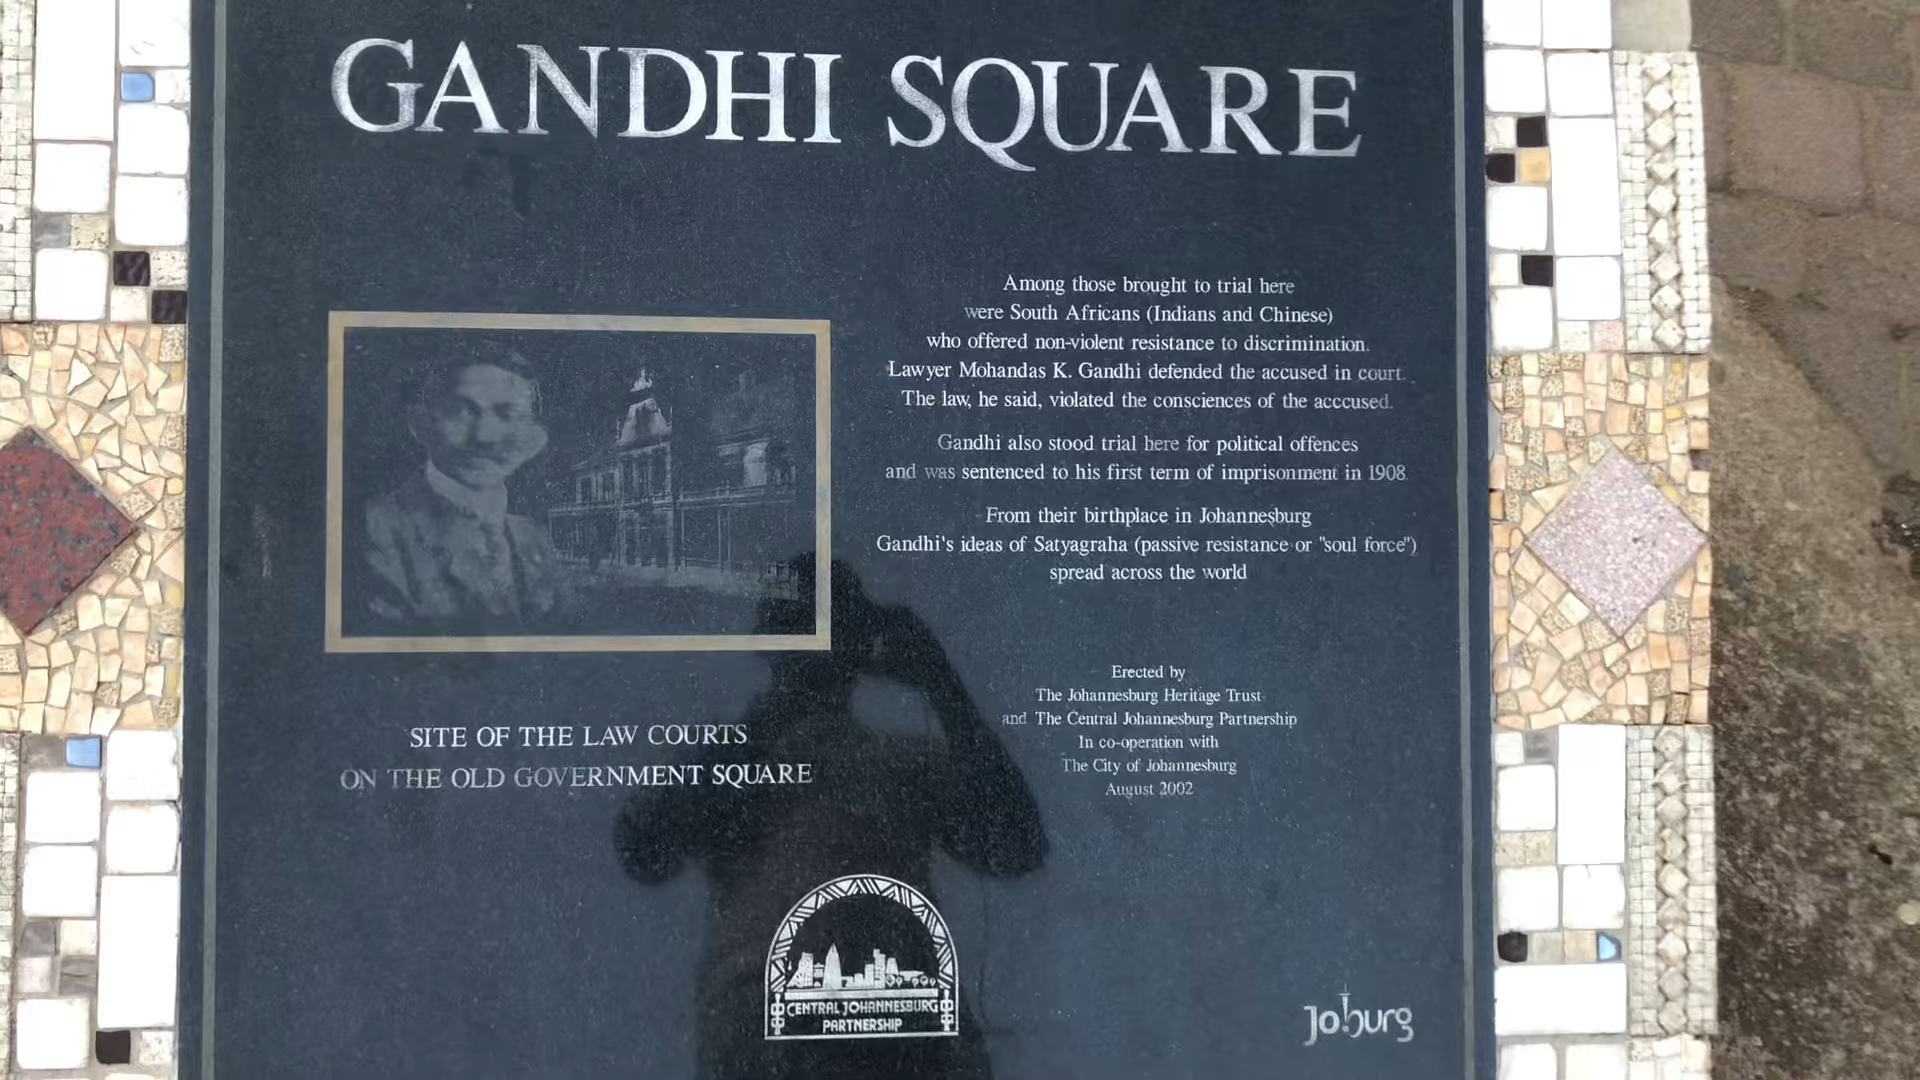 GANDHI SQUARE
Among those brought to trial here
were South Africans (Indians and Chinese)
who offered non-violent resistance to discrimination.
Lawyer Mohandas K. Gandhi defended the accused in court.
The law, he said, violated the consciences of the acccused.
Gandhi also stood trial here for political offences
and was sentenced to his first term of imprisonment in 1908
From their birthplace in Johannesburg
Gandhi's ideas of Satyagraha (passive resistance or "soul force")
spread across the world
SITE OF THE LAW COURTS
ON THE OLD GOVERNMENT SQUARE
Erected by
The Johannesburg Heritage Trust
and The Central Johannesburg Partnership
In co-operation with
The City of Johannesburg
August 2002
CENTRAL JOHANNESBURG
PARTNERSHIP
Joburg